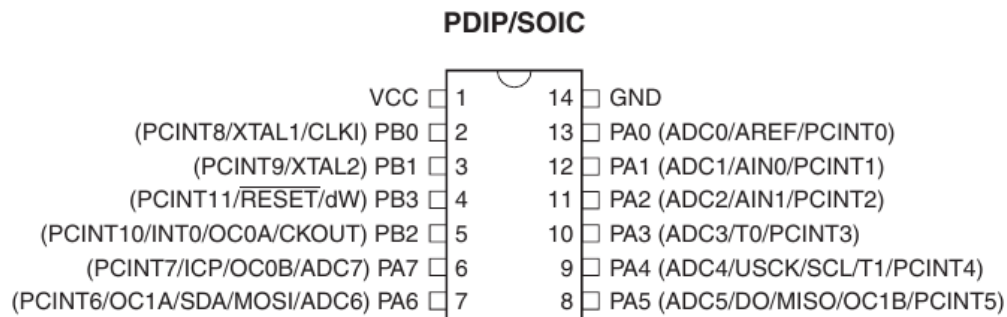 PDIP/SOIC
VCC 1 14 GND
(PCINT8/XTAL1/CLKI) PB0 2 13 PA0 (ADC0/AREF/PCINT0)
(PCINT9/XTAL2) PB1 3 12 PA1 (ADC1/AIN0/PCINT1)
(PCINT11/RESET/dW) PB3 4 11 PA2 (ADC2/AIN1/PCINT2)
(PCINT10/INT0/OC0A/CKOUT) PB2 5 10 PA3 (ADC3/T0/PCINT3)
(PCINT7/ICP/OC0B/ADC7) PA7 6 9 PA4 (ADC4/USCK/SCL/T1/PCINT4)
(PCINT6/OC1A/SDA/MOSI/ADC6) PA6 7 8 PA5 (ADC5/DO/MISO/OC1B/PCINT5)